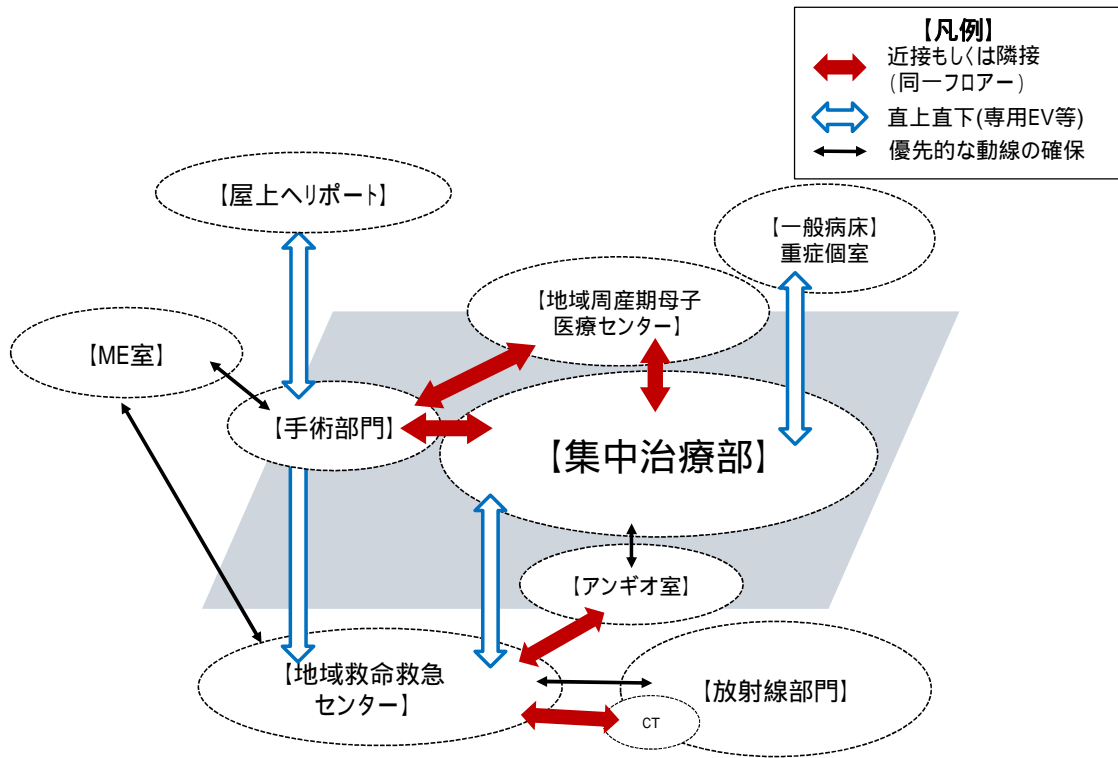 【凡例】
近接もしくは隣接
(同一フロアー)
直上直下(専用EV等)
優先的な動線の確保
【屋上ヘリポート】
【一般病床】
重症個室
【地域周産期母子
医療センター】
【ME室】
【手術部門】
【集中治療部】
【アンギオ室】
【地域救命救急
センター】
【放射線部門】
CT